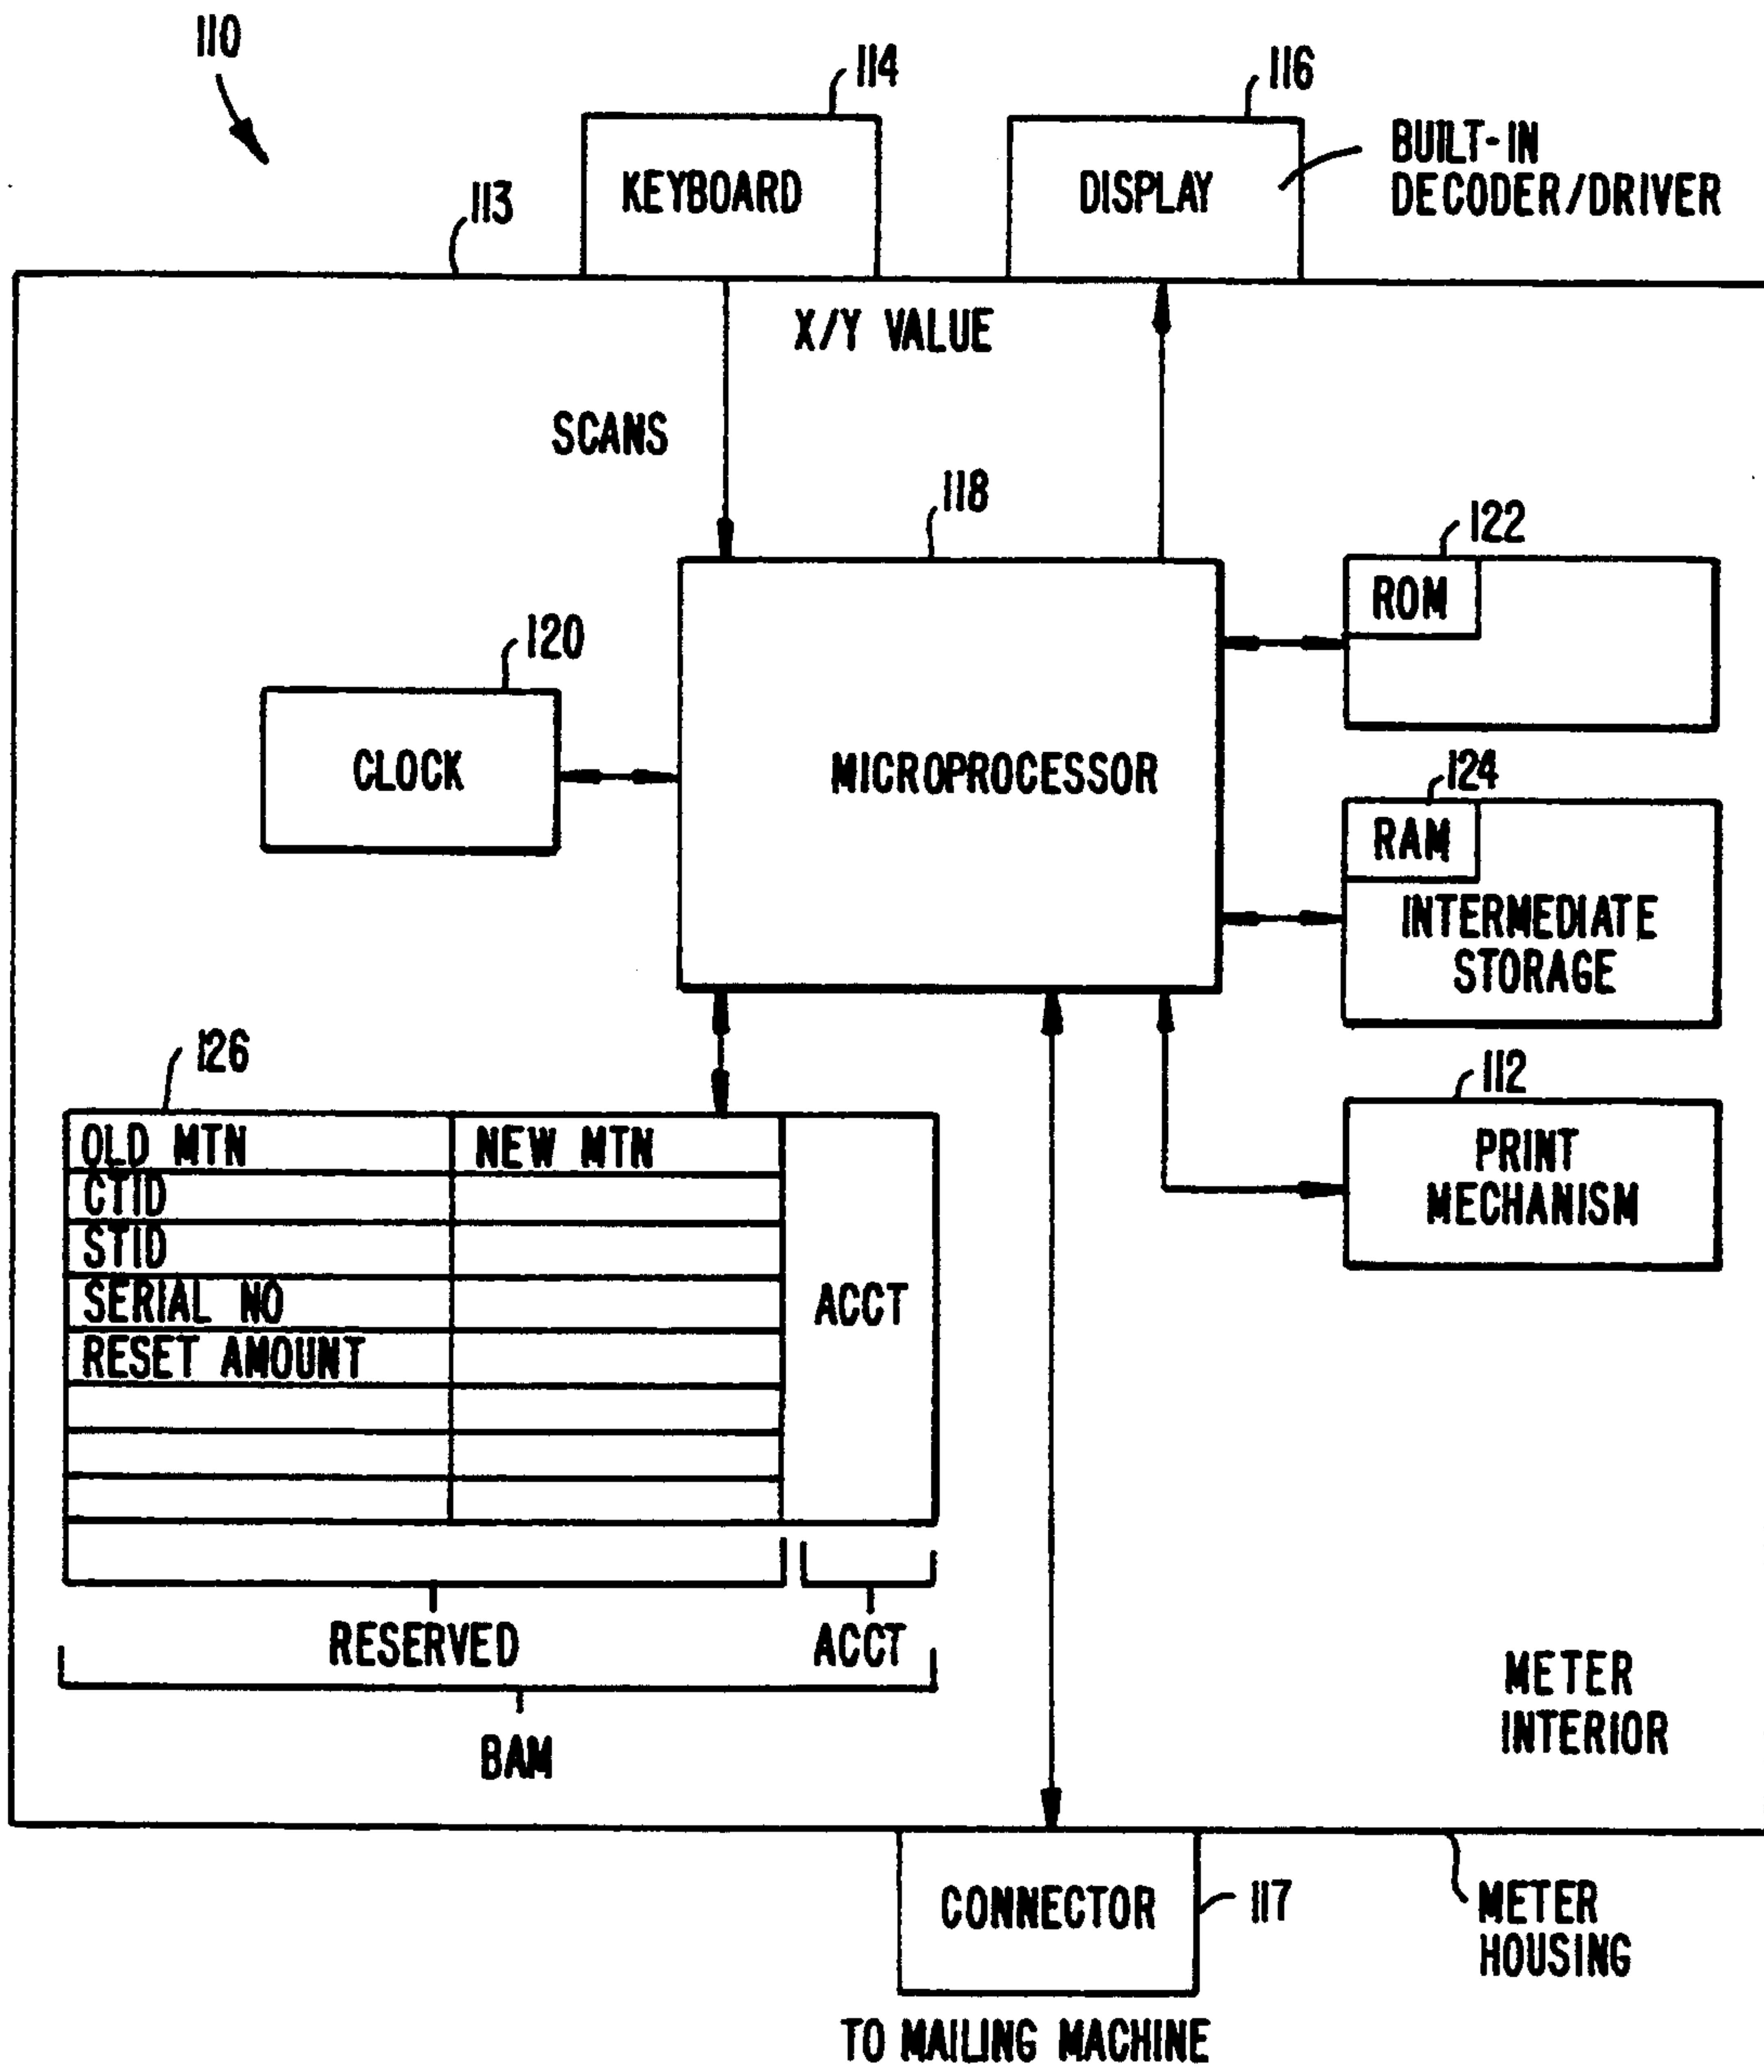 110
114
116
BUILT-IN
DECODER/DRIVER
KEYBOARD
DISPLAY
113
X/Y VALUE
SCANS
118
122
ROM
120
CLOCK
MICROPROCESSOR
124
RAM
INTERMEDIATE
STORAGE
126
112
OLD MTN
NEW MTN
PRINT
MECHANISM
CTID
STID
SERIAL NO
ACCT
RESET AMOUNT
RESERVED
ACCT
METER
INTERIOR
BAM
CONNECTOR
117
METER
HOUSING
TO MAILING MACHINE